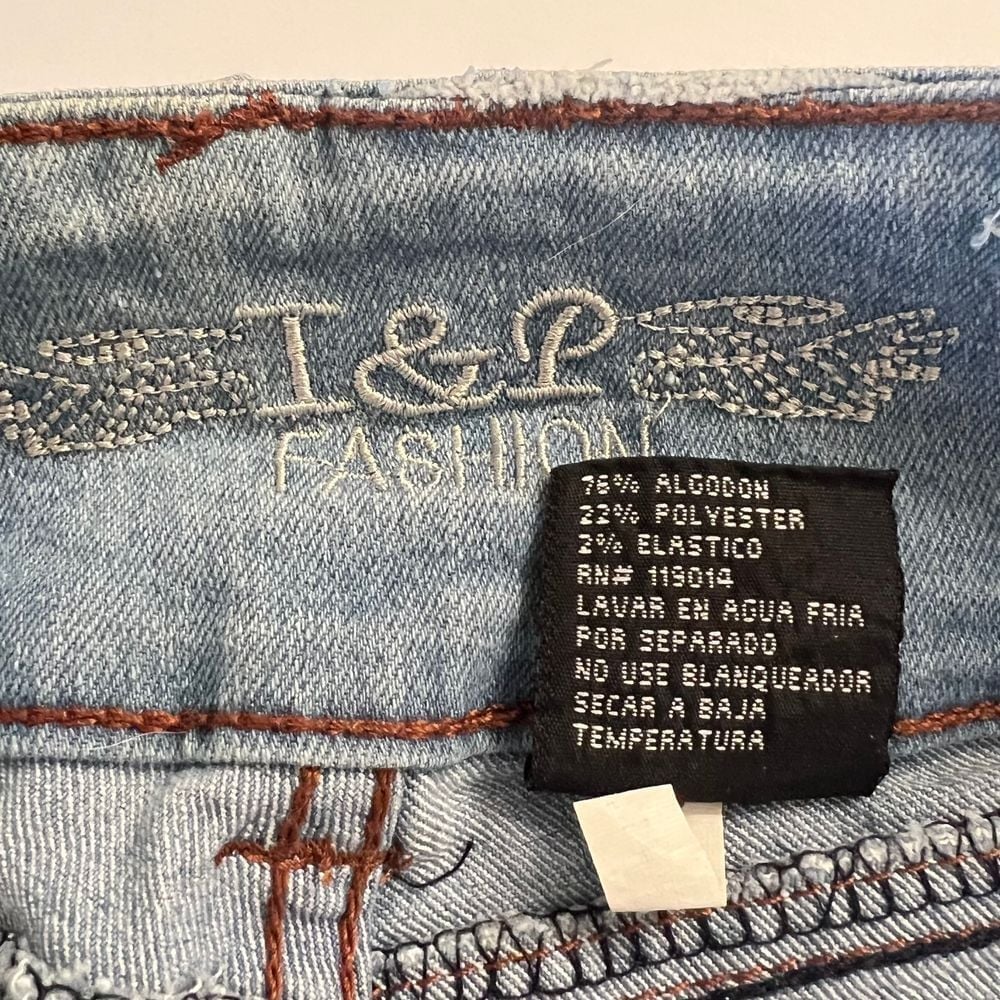 I&P
FASHION
76% ALGODON
22% POLYESTER
2% ELASTICO
RN# 119014
LAVAR EN AGUA FRIA
POR SEPARADO
NO USE BLANQUEADOR
SECAR A BAJA
TEMPERATURA